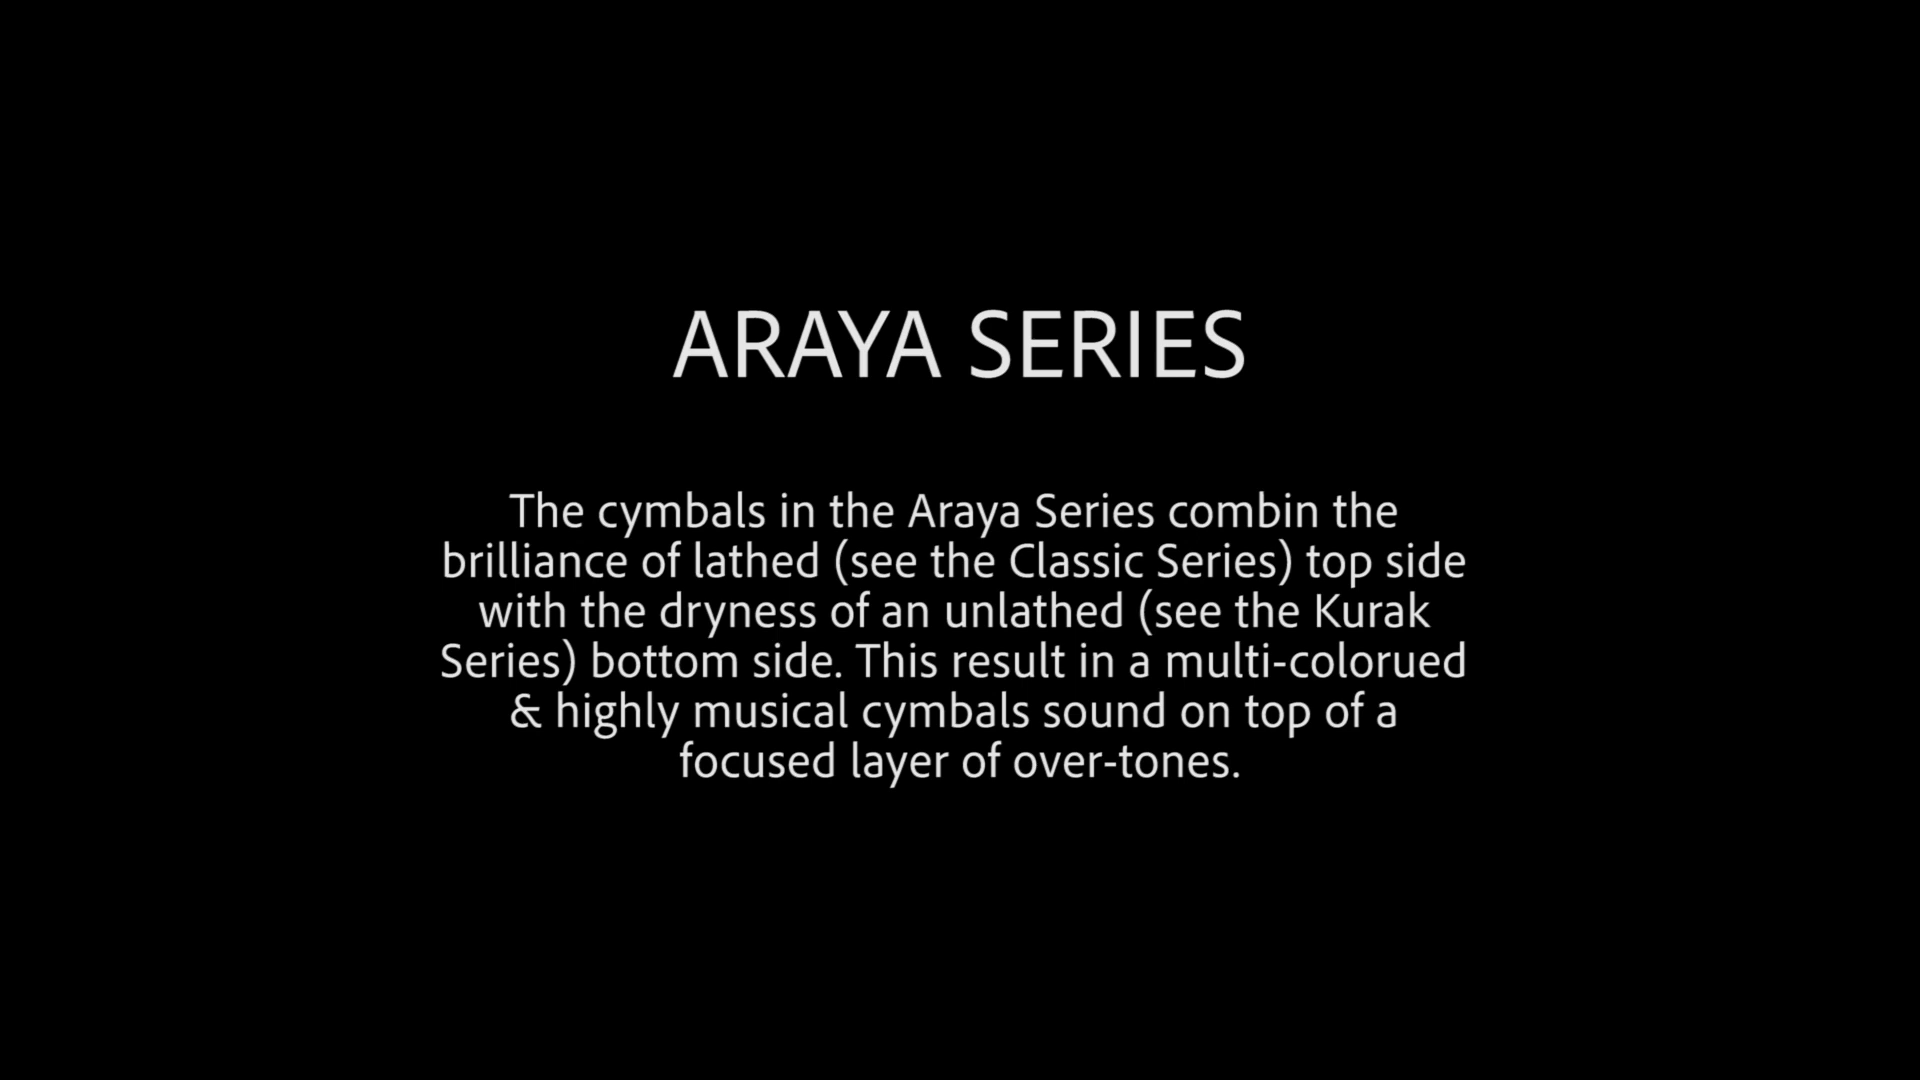 ARAYA SERIES
The cymbals in the Araya Series combin the
brilliance of lathed (see the Classic Series) top side
with the dryness of an unlathed (see the Kurak
Series) bottom side. This result in a multi-colorued
& highly musical cymbals sound on top of a
focused layer of over-tones.